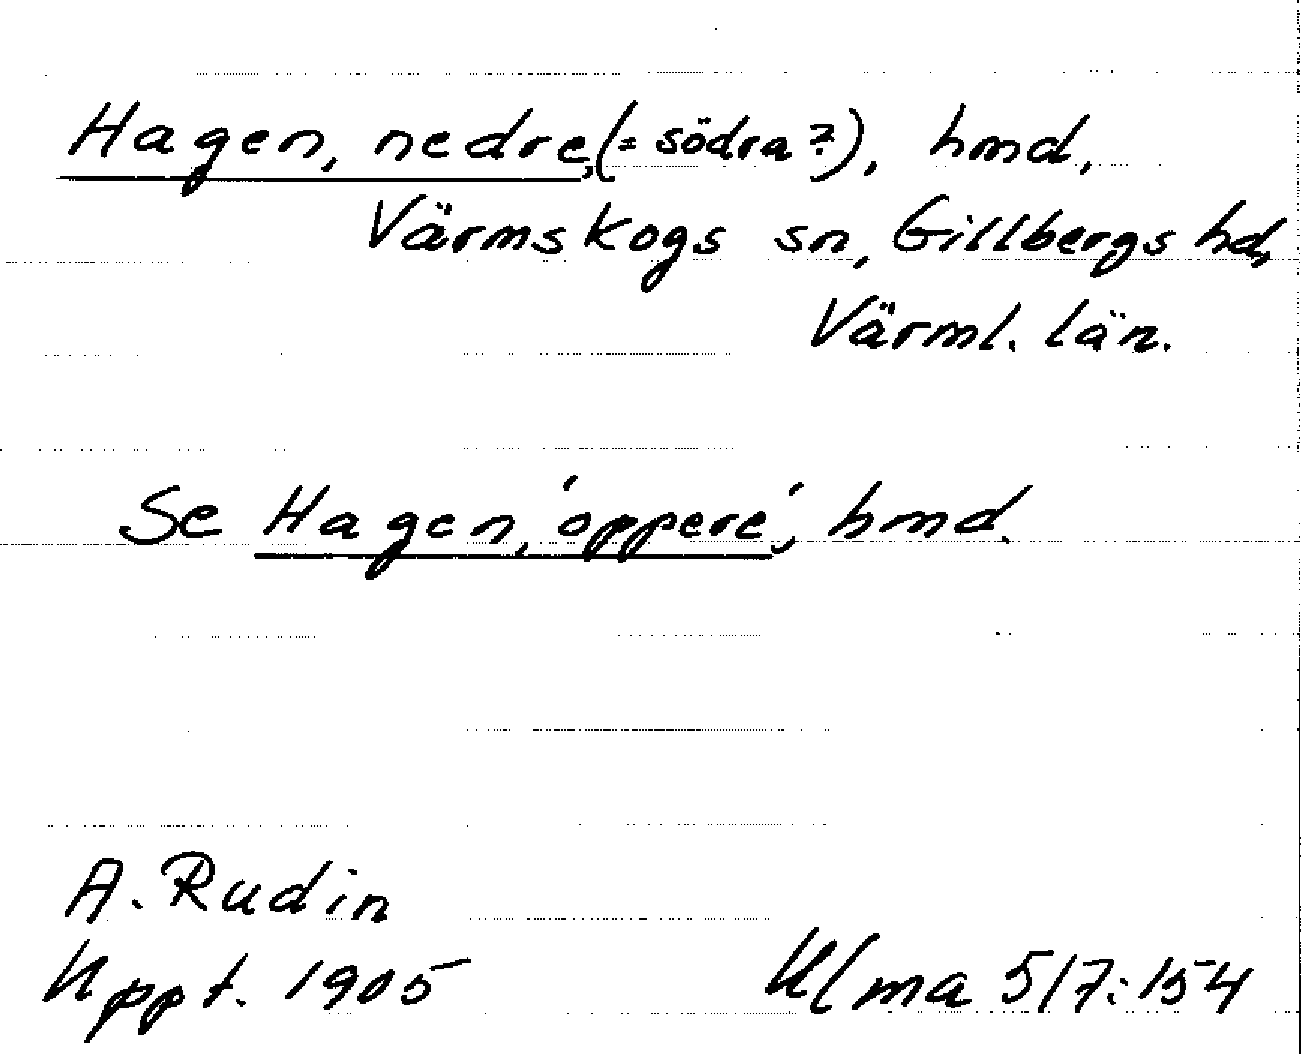 Hagen, nedre, (= södra?), hmd,
Värmskogs sn, Gillbergs hd,
Värml. län.
Se Hagen, 'oppere', hmd.
A. Rudin
Uppt. 1905
Ulma 517:154